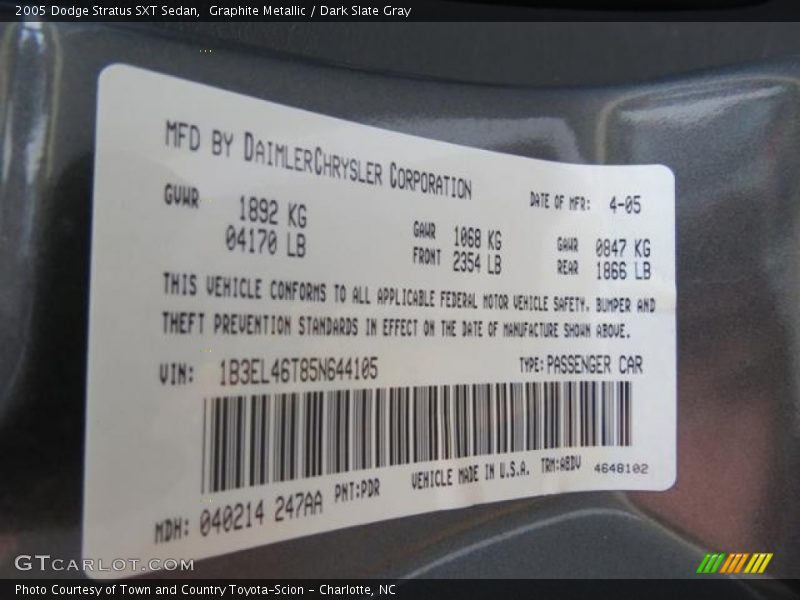 2005 Dodge Stratus SXT Sedan,  Graphite Metallic / Dark Slate Gray
MFD BY DAIMLERCHRYSLER CORPORATION
DATE OF MFR: 4-05
GVWR 1892 KG
04170 LB
GAWR 1068 KG
FRONT 2354 LB
GAWR 0847 KG
REAR 1866 LB
THIS VEHICLE CONFORMS TO ALL APPLICABLE FEDERAL MOTOR VEHICLE SAFETY, BUMPER AND
THEFT PREVENTION STANDARDS IN EFFECT ON THE DATE OF MANUFACTURE SHOWN ABOVE.
VIN: 1B3EL46T85N644105 TYPE: PASSENGER CAR
MDH: 040214 247AA PNT:PDR VEHICLE MADE IN U.S.A. TRM:A8DV 4648102
GTCARLOT.COM
Photo Courtesy of Town and Country Toyota-Scion - Charlotte, NC